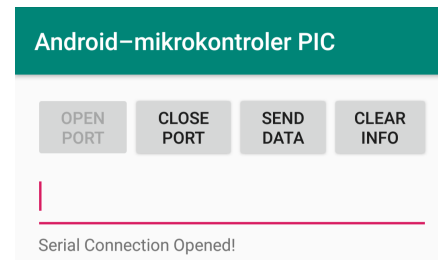 Android–mikrokontroler PIC
OPEN CLOSE SEND CLEAR
PORT PORT DATA INFO
Serial Connection Opened!